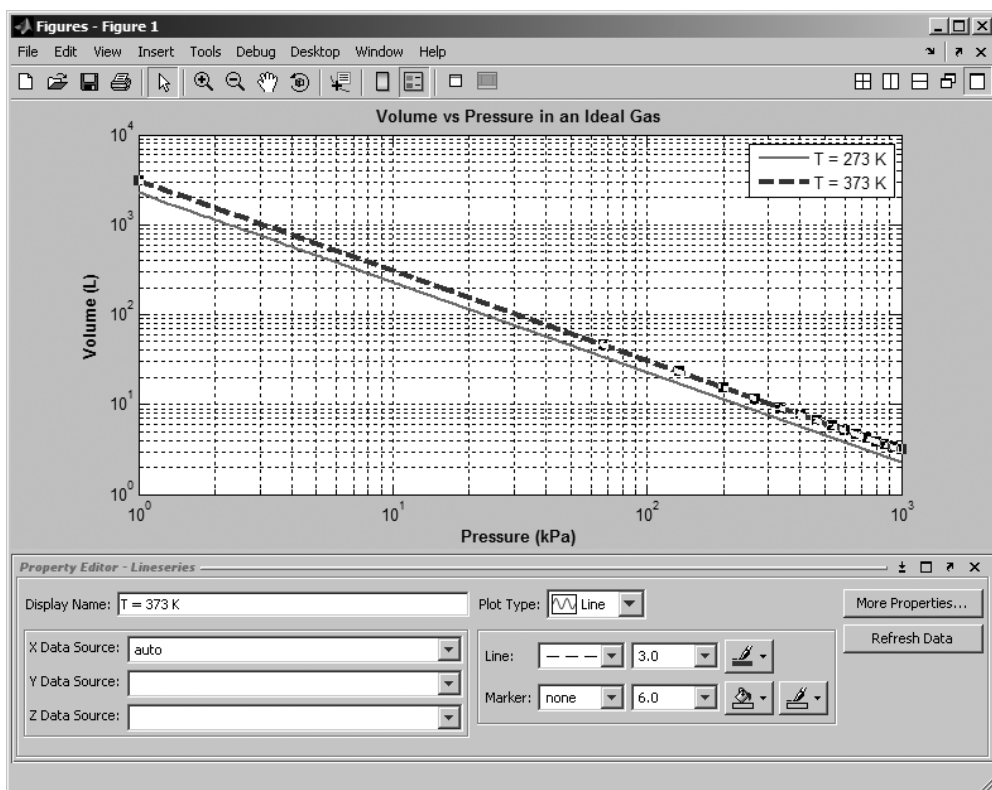 Figures - Figure 1
File Edit View Insert Tools Debug Desktop Window Help
Volume vs Pressure in an Ideal Gas
T = 273 K
T = 373 K
10^4
10^3
10^2
10^1
10^0
Volume (L)
10^0 10^1 10^2 10^3
Pressure (kPa)
Property Editor - Lineseries
Display Name: T = 373 K Plot Type: Line More Properties...
X Data Source: auto Refresh Data
Line: 3.0
Y Data Source:
Marker: none 6.0
Z Data Source: